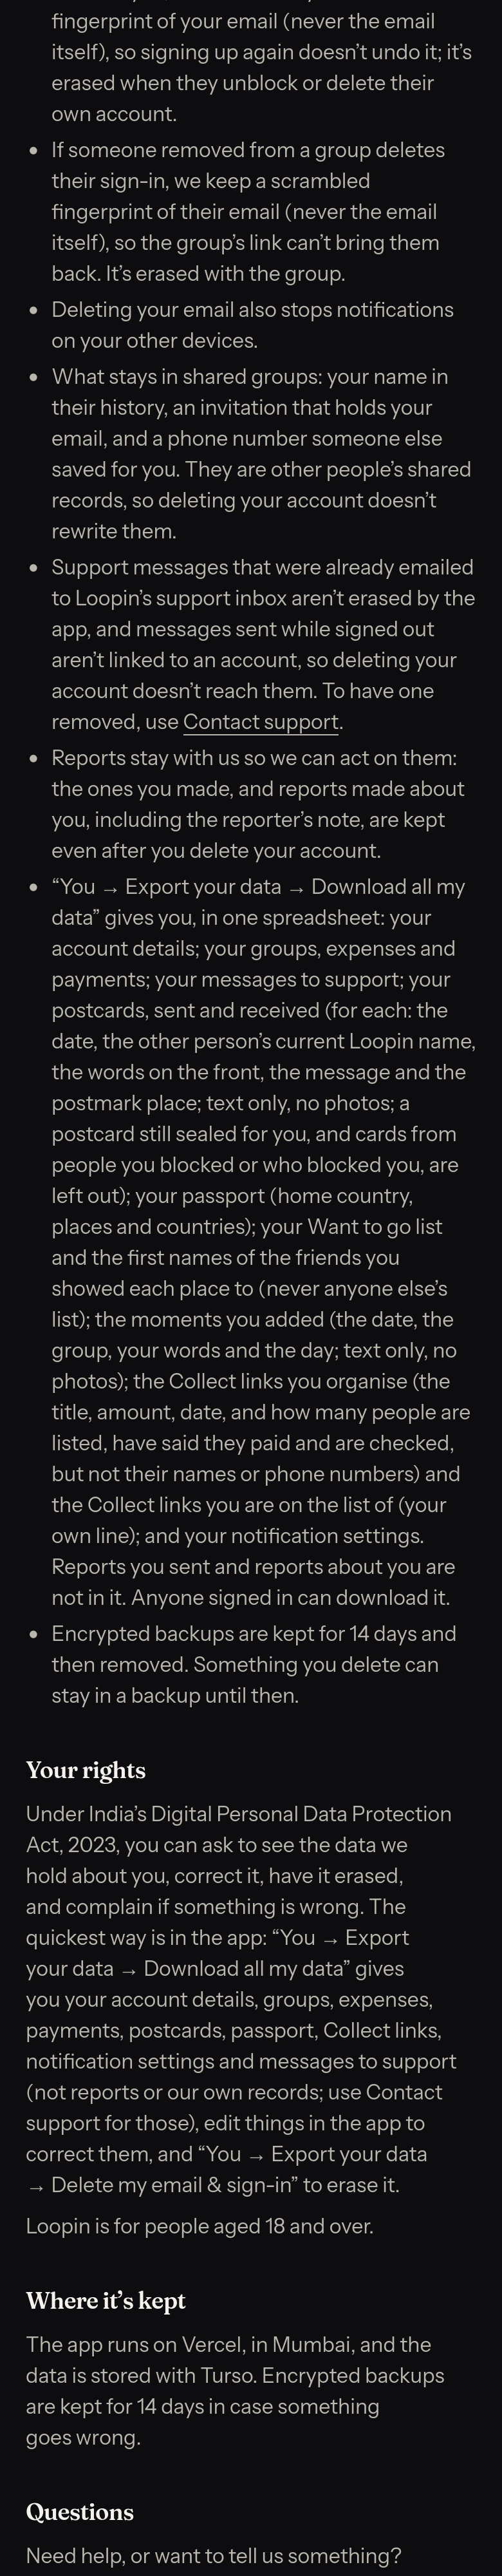 fingerprint of your email (never the email
itself), so signing up again doesn’t undo it; it’s
erased when they unblock or delete their
own account.
• If someone removed from a group deletes
their sign-in, we keep a scrambled
fingerprint of their email (never the email
itself), so the group’s link can’t bring them
back. It’s erased with the group.
• Deleting your email also stops notifications
on your other devices.
• What stays in shared groups: your name in
their history, an invitation that holds your
email, and a phone number someone else
saved for you. They are other people’s shared
records, so deleting your account doesn’t
rewrite them.
• Support messages that were already emailed
to Loopin’s support inbox aren’t erased by the
app, and messages sent while signed out
aren’t linked to an account, so deleting your
account doesn’t reach them. To have one
removed, use Contact support.
• Reports stay with us so we can act on them:
the ones you made, and reports made about
you, including the reporter’s note, are kept
even after you delete your account.
• “You → Export your data → Download all my
data” gives you, in one spreadsheet: your
account details; your groups, expenses and
payments; your messages to support; your
postcards, sent and received (for each: the
date, the other person’s current Loopin name,
the words on the front, the message and the
postmark place; text only, no photos; a
postcard still sealed for you, and cards from
people you blocked or who blocked you, are
left out); your passport (home country,
places and countries); your Want to go list
and the first names of the friends you
showed each place to (never anyone else’s
list); the moments you added (the date, the
group, your words and the day; text only, no
photos); the Collect links you organise (the
title, amount, date, and how many people are
listed, have said they paid and are checked,
but not their names or phone numbers) and
the Collect links you are on the list of (your
own line); and your notification settings.
Reports you sent and reports about you are
not in it. Anyone signed in can download it.
• Encrypted backups are kept for 14 days and
then removed. Something you delete can
stay in a backup until then.
Your rights
Under India’s Digital Personal Data Protection
Act, 2023, you can ask to see the data we
hold about you, correct it, have it erased,
and complain if something is wrong. The
quickest way is in the app: “You → Export
your data → Download all my data” gives
you your account details, groups, expenses,
payments, postcards, passport, Collect links,
notification settings and messages to support
(not reports or our own records; use Contact
support for those), edit things in the app to
correct them, and “You → Export your data
→ Delete my email & sign-in” to erase it.
Loopin is for people aged 18 and over.
Where it’s kept
The app runs on Vercel, in Mumbai, and the
data is stored with Turso. Encrypted backups
are kept for 14 days in case something
goes wrong.
Questions
Need help, or want to tell us something?